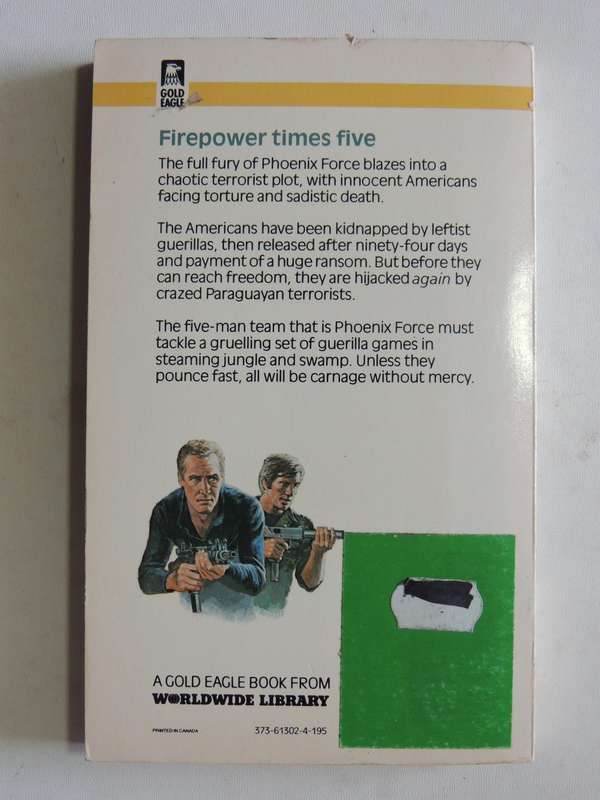 GOLD
EAGLE
Firepower times five
The full fury of Phoenix Force blazes into a
chaotic terrorist plot, with innocent Americans
facing torture and sadistic death.
The Americans have been kidnapped by leftist
guerillas, then released after ninety-four days
and payment of a huge ransom. But before they
can reach freedom, they are hijacked again by
crazed Paraguayan terrorists.
The five-man team that is Phoenix Force must
tackle a gruelling set of guerilla games in
steaming jungle and swamp. Unless they
pounce fast, all will be carnage without mercy.
A GOLD EAGLE BOOK FROM
WORLDWIDE LIBRARY
PRINTED IN CANADA 373-61302-4-195